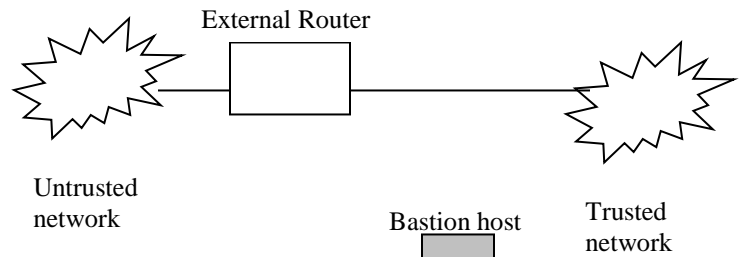 External Router
Untrusted
network
Bastion host
Trusted
network